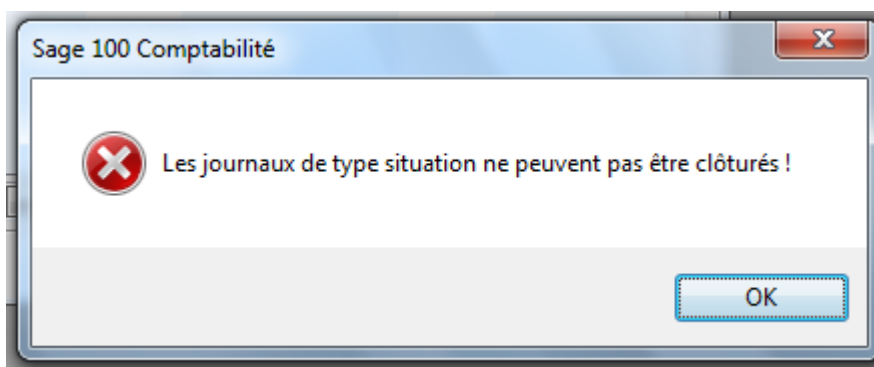 Sage 100 Comptabilité
Les journaux de type situation ne peuvent pas être clôturés !
OK